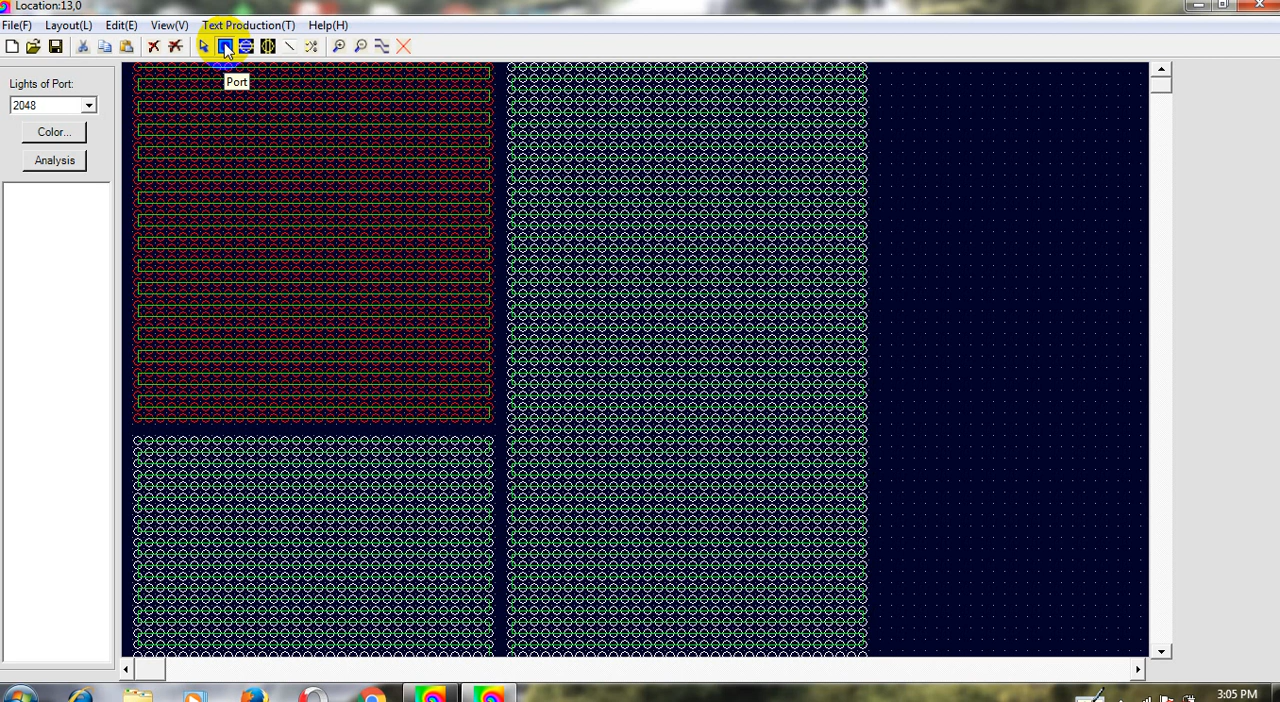 Location:13,0
File(F) Layout(L) Edit(E) View(V) Text Production(T) Help(H)
Port
Lights of Port:
2048
Color...
Analysis
3:05 PM